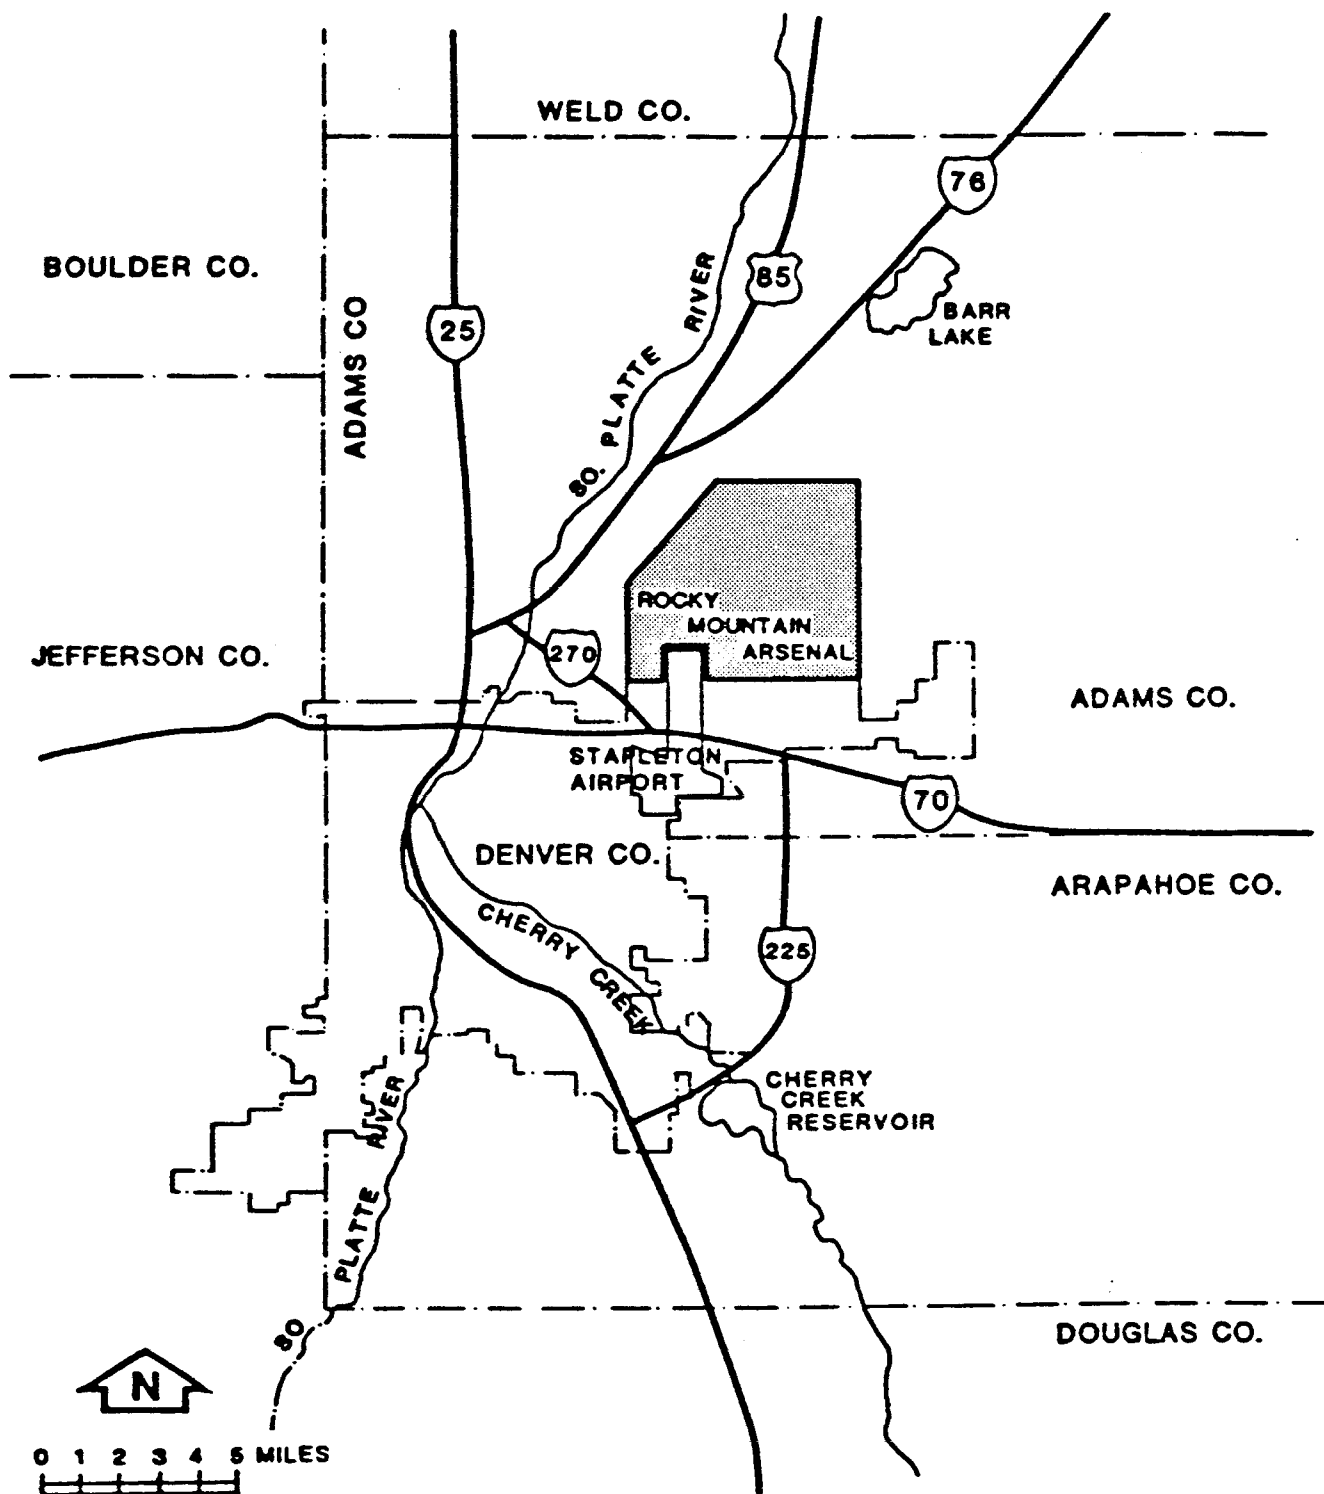 WELD CO.
76
BOULDER CO.
85
RIVER
25
ADAMS CO
BARR
LAKE
PLATTE
SO.
ROCKY
MOUNTAIN
ARSENAL
JEFFERSON CO.
270
ADAMS CO.
STAPLETON
AIRPORT
70
DENVER CO.
ARAPAHOE CO.
CHERRY CREEK
225
CHERRY
CREEK
RESERVOIR
RIVER
PLATTE
SO
DOUGLAS CO.
N
0 1 2 3 4 5 MILES